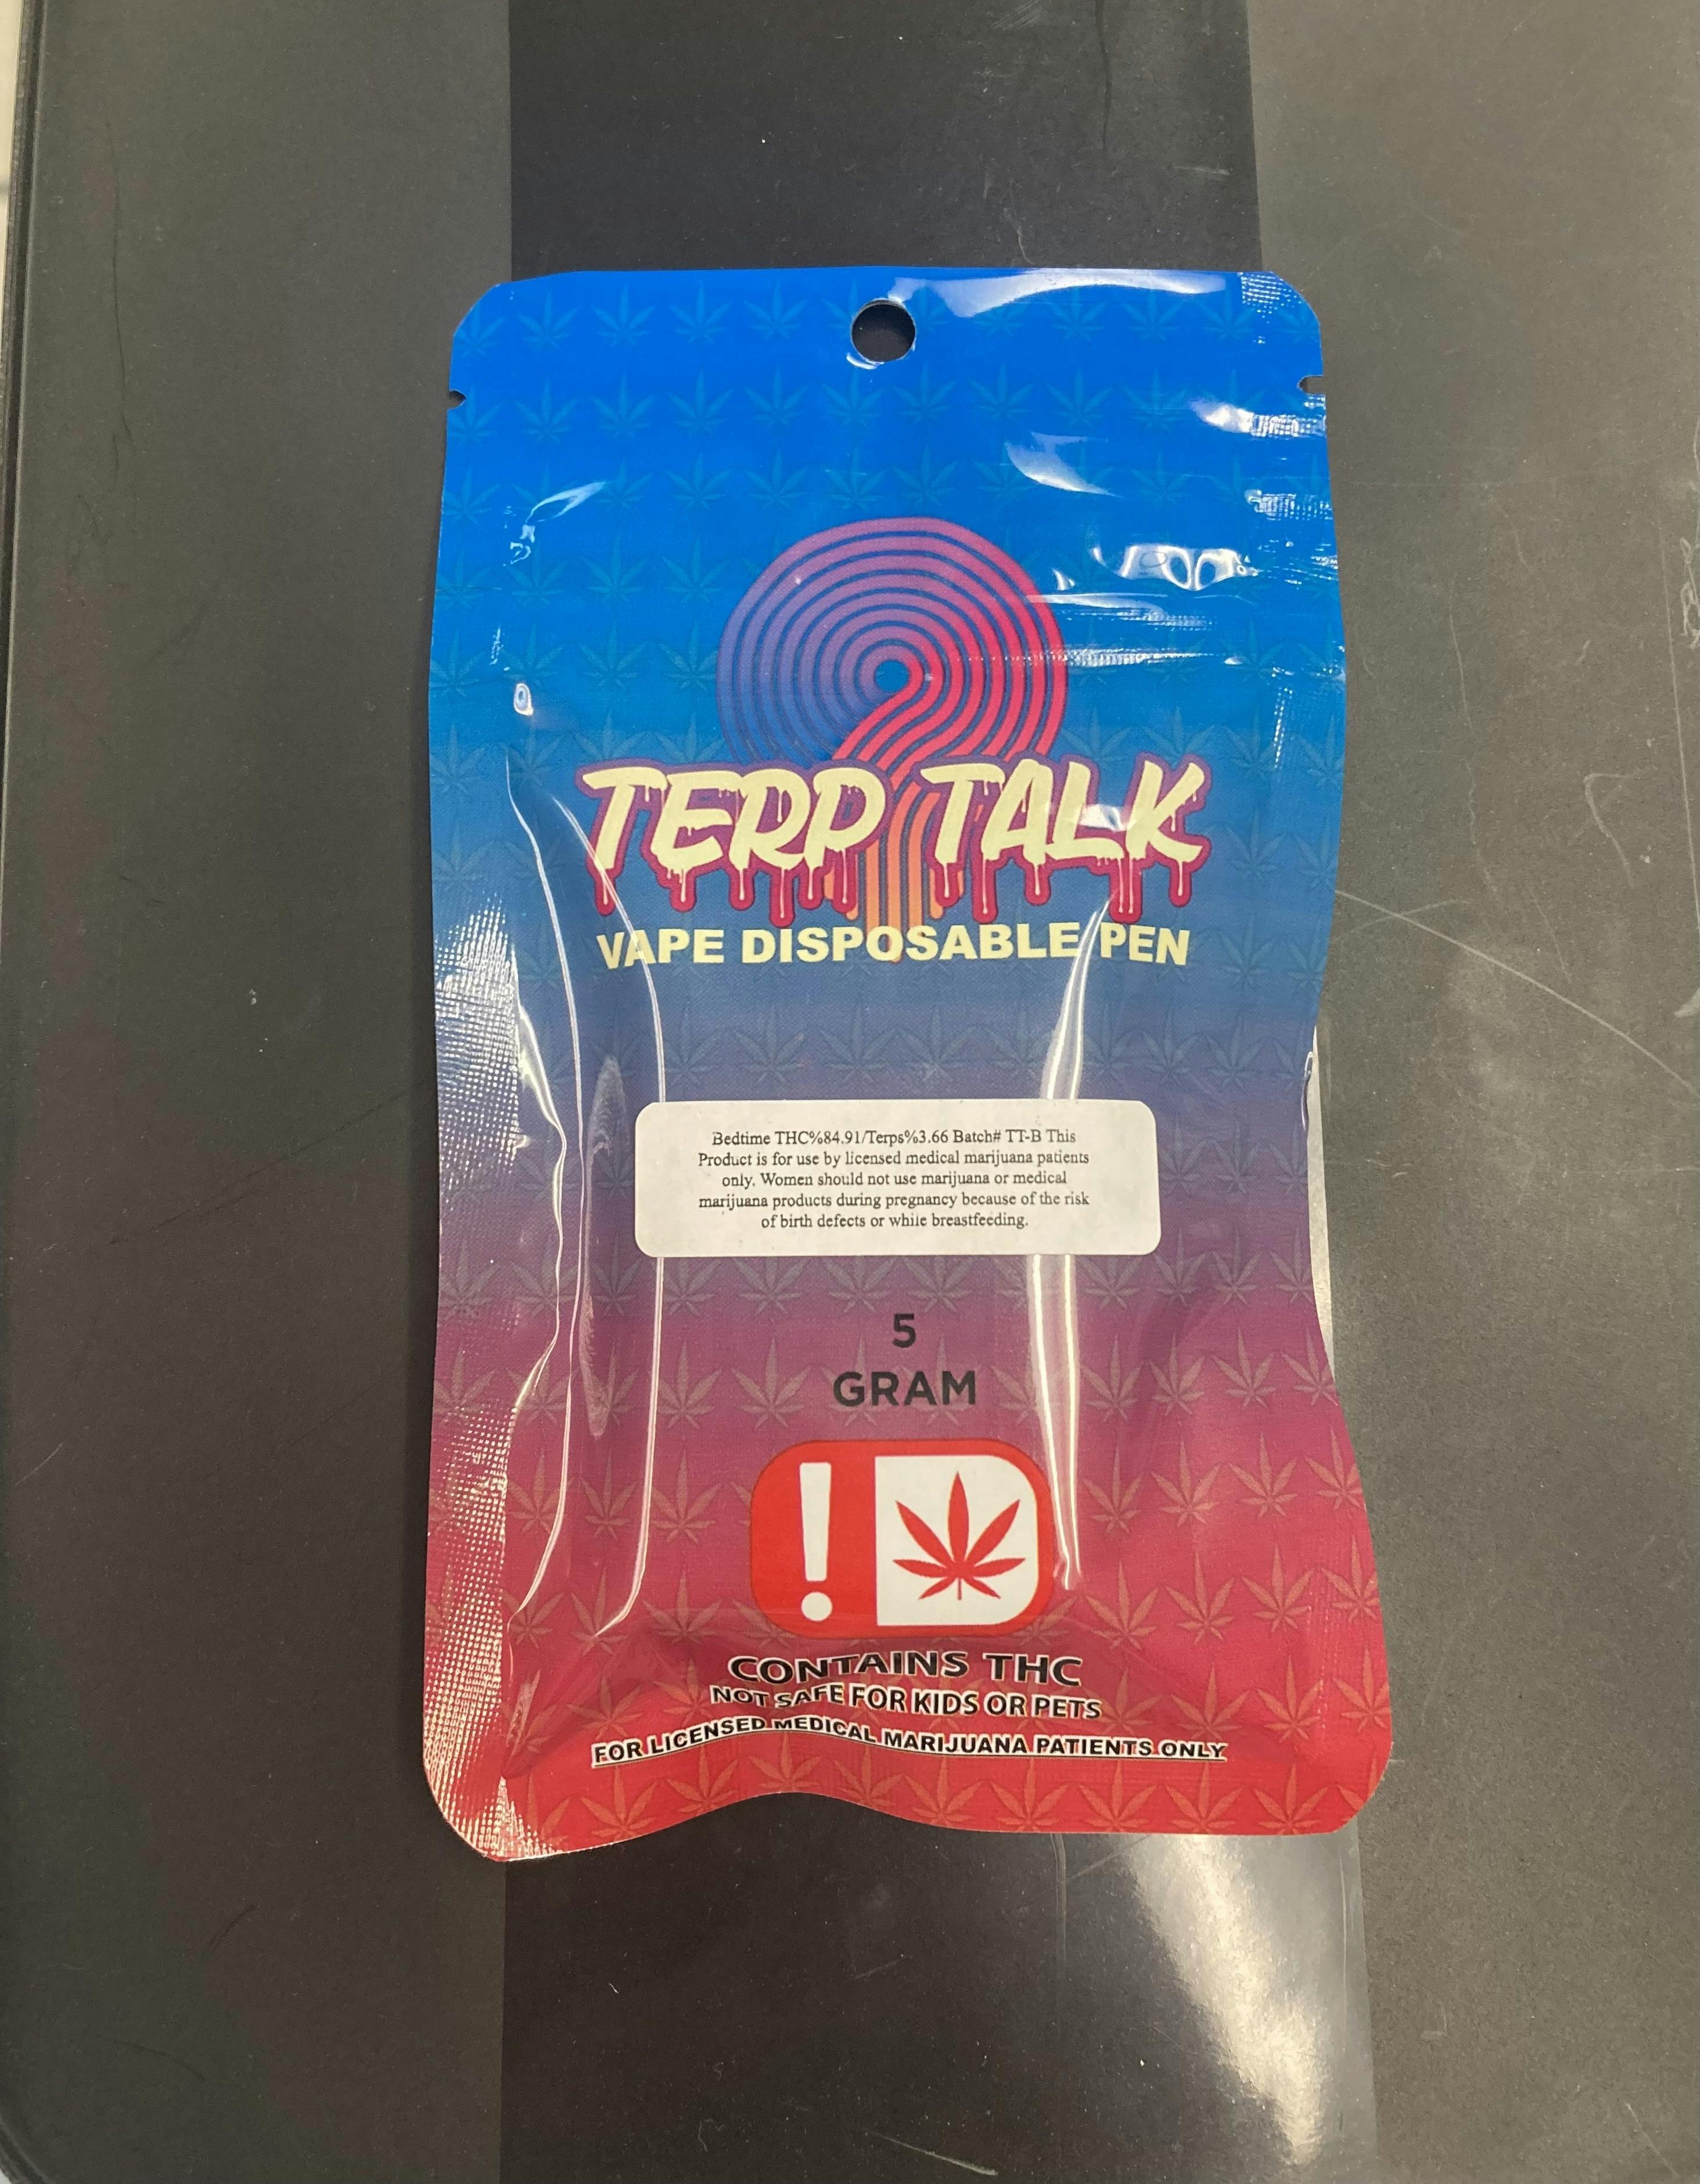 TERP TALK
VAPE DISPOSABLE PEN
Bedtime THC%84.91/Terps%3.66 Batch# TT-B This
Product is for use by licensed medical marijuana patients
only. Women should not use marijuana or medical
marijuana products during pregnancy because of the risk
of birth defects or while breastfeeding.
5
GRAM
!
CONTAINS THC
NOT SAFE FOR KIDS OR PETS
FOR LICENSED MEDICAL MARIJUANA PATIENTS ONLY